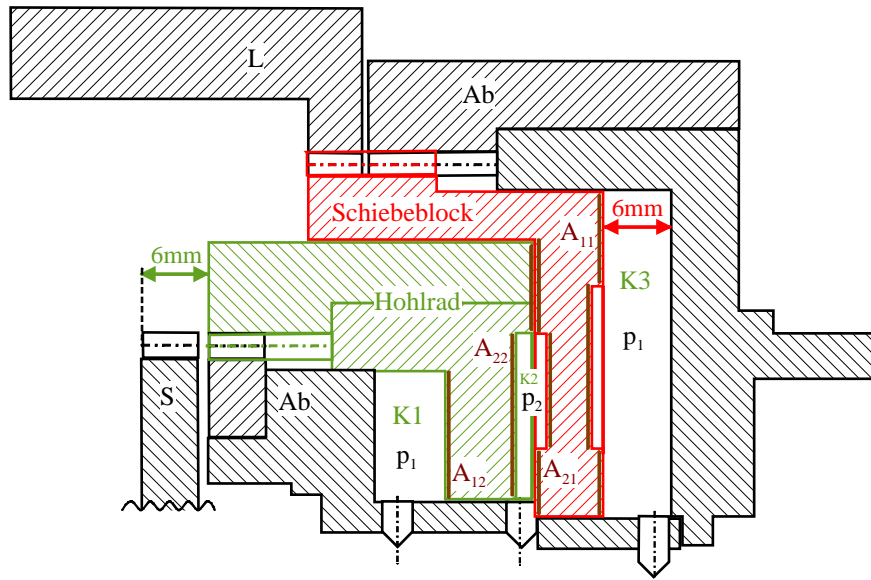 L
Ab
Schiebeblock
6mm
A11
6mm
K3
Hohlrad
p1
A22
K2
p2
S
Ab
K1
p1
A12
A21